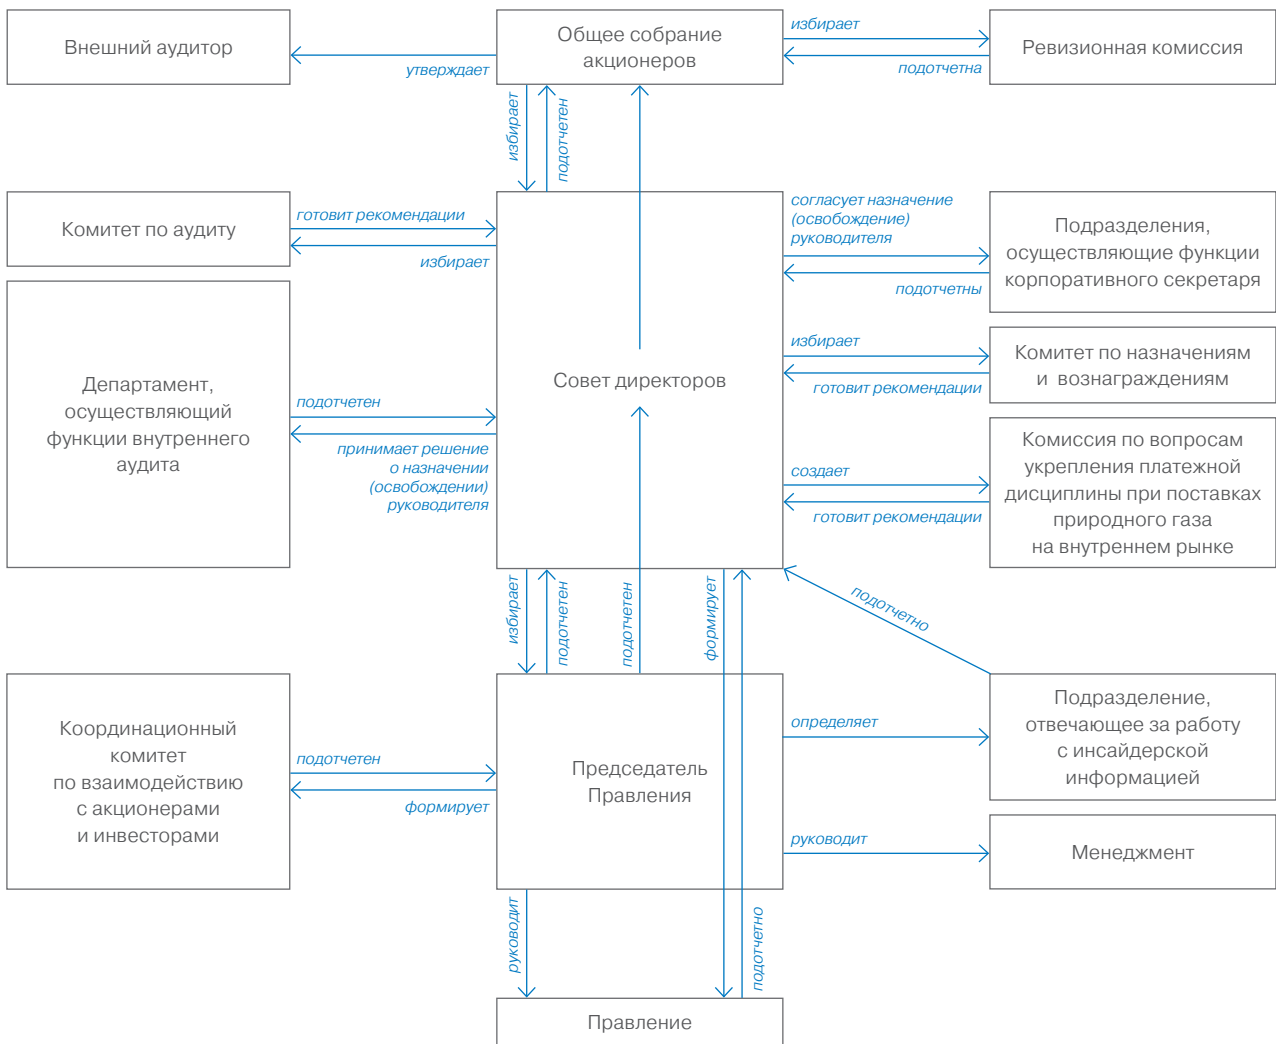 Внешний аудитор
утверждает
Общее собрание
акционеров
избирает
подотчетна
Ревизионная комиссия
избирает
подотчетен
Комитет по аудиту
готовит рекомендации
избирает
согласует назначение
(освобождение)
руководителя
подотчетны
Подразделения,
осуществляющие функции
корпоративного секретаря
Департамент,
осуществляющий
функции внутреннего
аудита
подотчетен
принимает решение
о назначении
(освобождении)
руководителя
Совет директоров
избирает
готовит рекомендации
Комитет по назначениям
и вознаграждениям
создает
готовит рекомендации
Комиссия по вопросам
укрепления платежной
дисциплины при поставках
природного газа
на внутреннем рынке
избирает
подотчетен
подотчетен
формирует
подотчетно
Координационный
комитет
по взаимодействию
с акционерами
и инвесторами
подотчетен
формирует
Председатель
Правления
определяет
Подразделение,
отвечающее за работу
с инсайдерской
информацией
руководит
Менеджмент
руководит
подотчетно
Правление